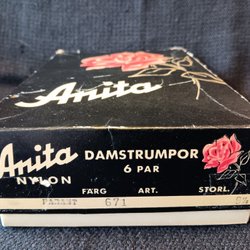 Anita
Anita DAMSTRUMPOR
NYLON 6 PAR
FÄRG ART. STORL.
671